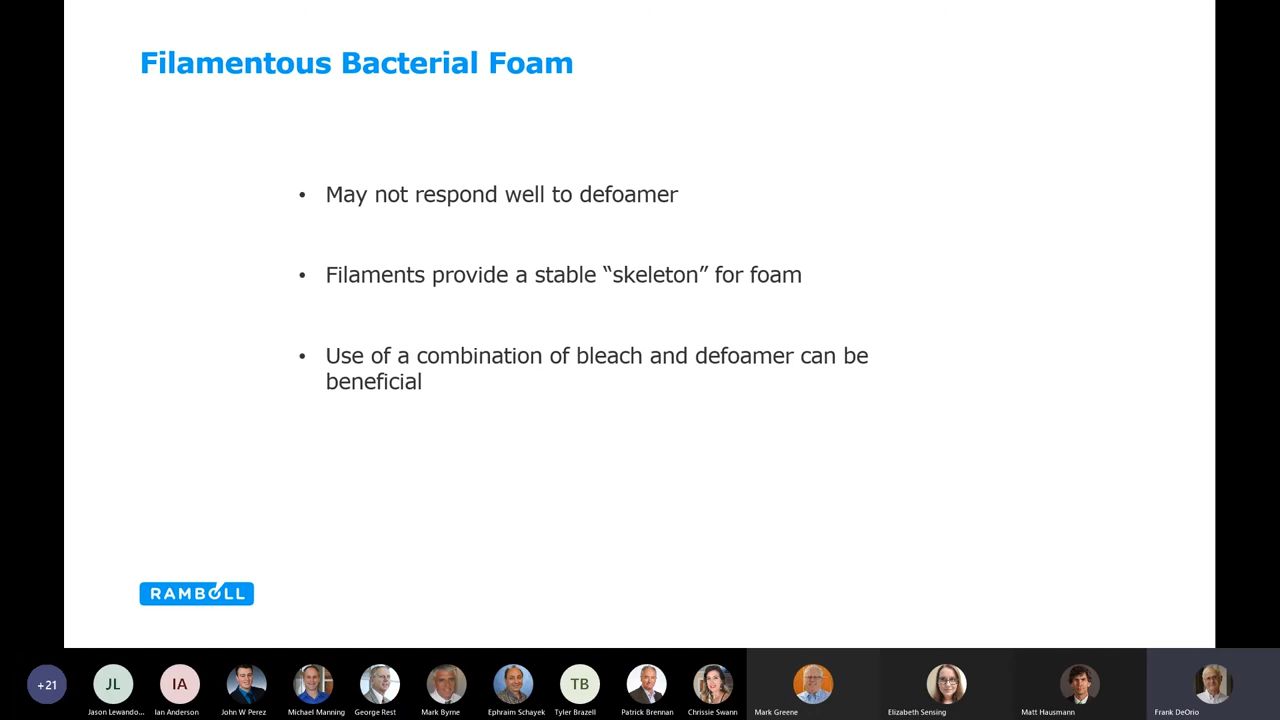 Filamentous Bacterial Foam
• May not respond well to defoamer
• Filaments provide a stable “skeleton” for foam
• Use of a combination of bleach and defoamer can be
beneficial
RAMBOLL
+21
JL
IA
TB
Jason Lewando...
Ian Anderson
John W Perez
Michael Manning
George Rest
Mark Byrne
Ephraim Schayek
Tyler Brazell
Patrick Brennan
Chrissie Swann
Mark Greene
Elizabeth Sensing
Matt Hausmann
Frank DeOrio